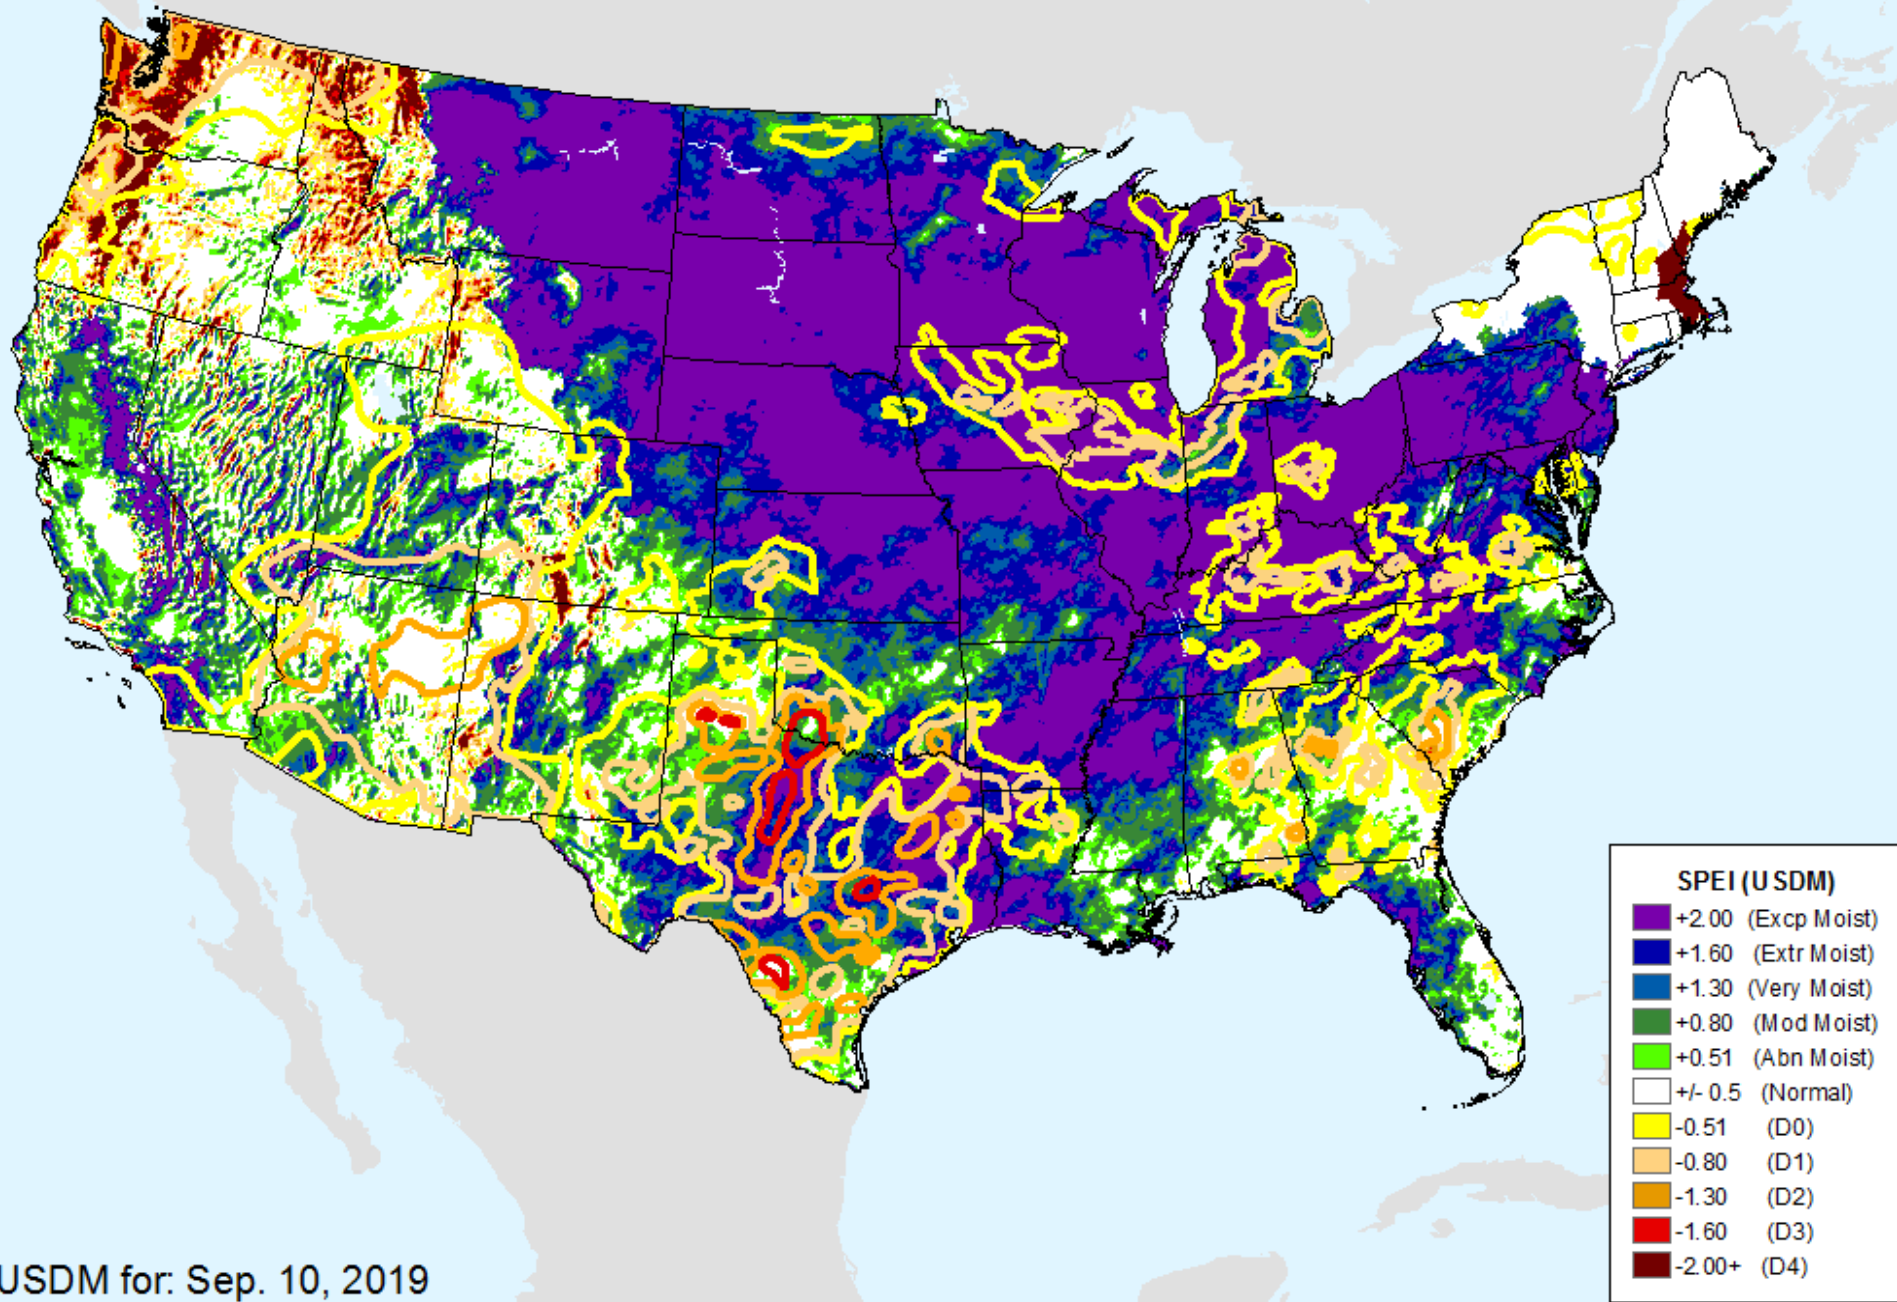 SPEI (USDM)
+2.00 (Excp Moist)
+1.60 (Extr Moist)
+1.30 (Very Moist)
+0.80 (Mod Moist)
+0.51 (Abn Moist)
+/- 0.5 (Normal)
-0.51 (D0)
-0.80 (D1)
-1.30 (D2)
-1.60 (D3)
-2.00+ (D4)
USDM for: Sep. 10, 2019